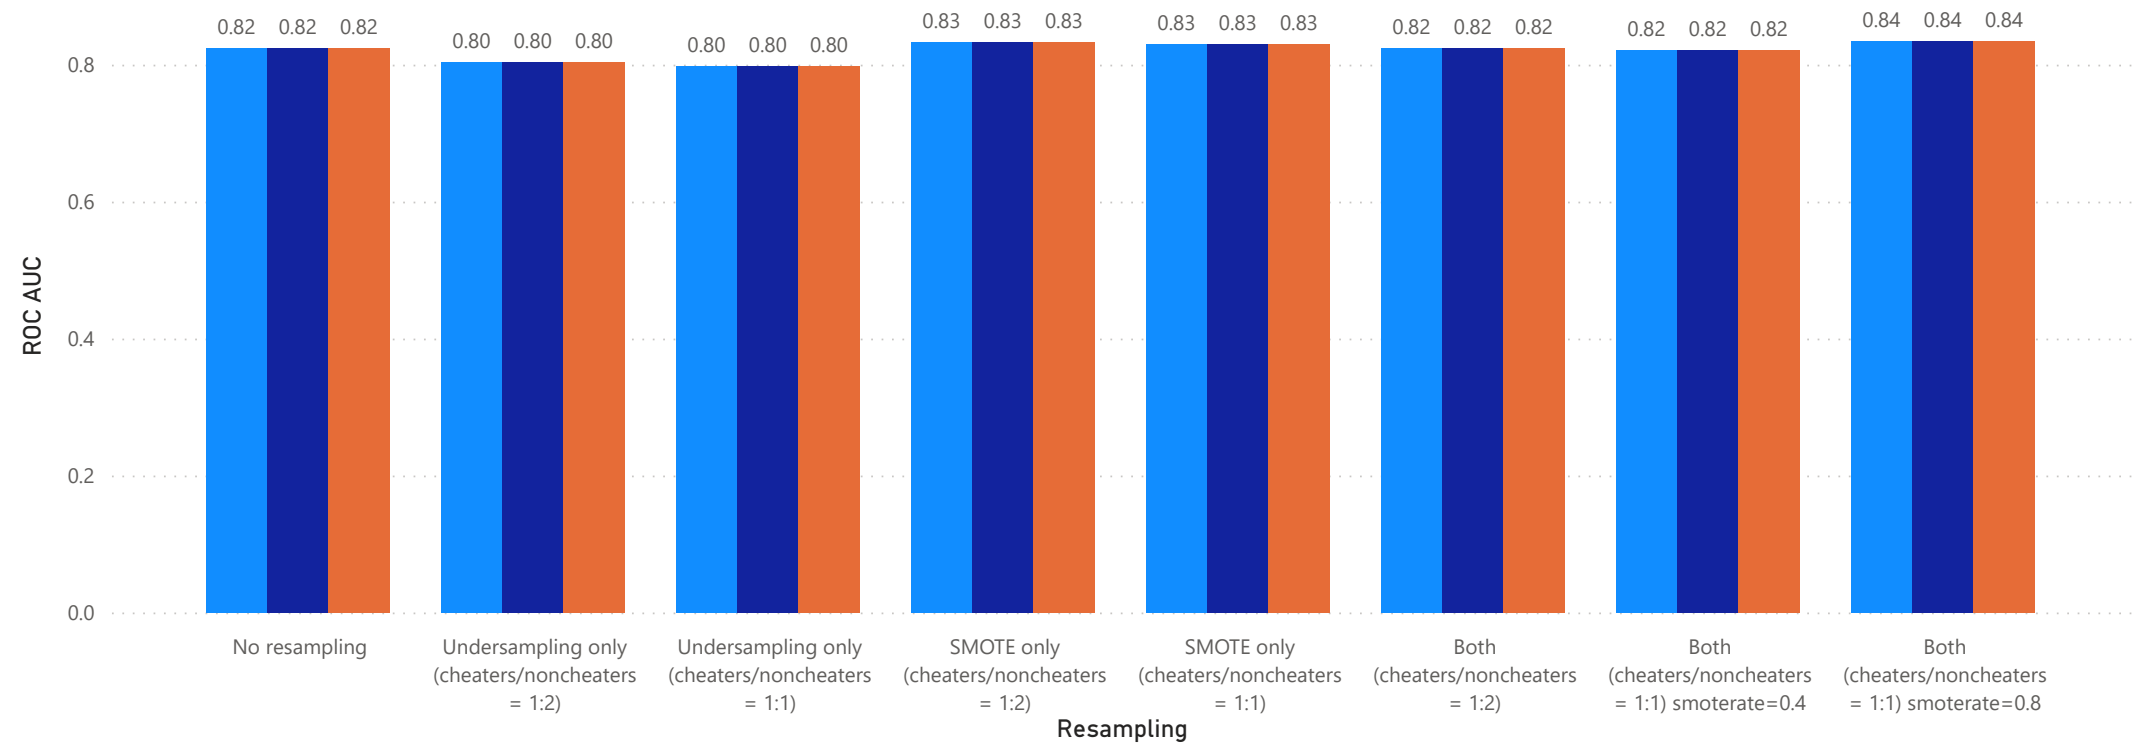 0.82 0.82 0.82
0.80 0.80 0.80
0.80 0.80 0.80
0.83 0.83 0.83
0.83 0.83 0.83
0.82 0.82 0.82
0.82 0.82 0.82
0.84 0.84 0.84
0.8
0.6
0.4
0.2
0.0
ROC AUC
No resampling
Undersampling only
(cheaters/noncheaters
= 1:2)
Undersampling only
(cheaters/noncheaters
= 1:1)
SMOTE only
(cheaters/noncheaters
= 1:2)
SMOTE only
(cheaters/noncheaters
= 1:1)
Both
(cheaters/noncheaters
= 1:2)
Both
(cheaters/noncheaters
= 1:1) smoterate=0.4
Both
(cheaters/noncheaters
= 1:1) smoterate=0.8
Resampling